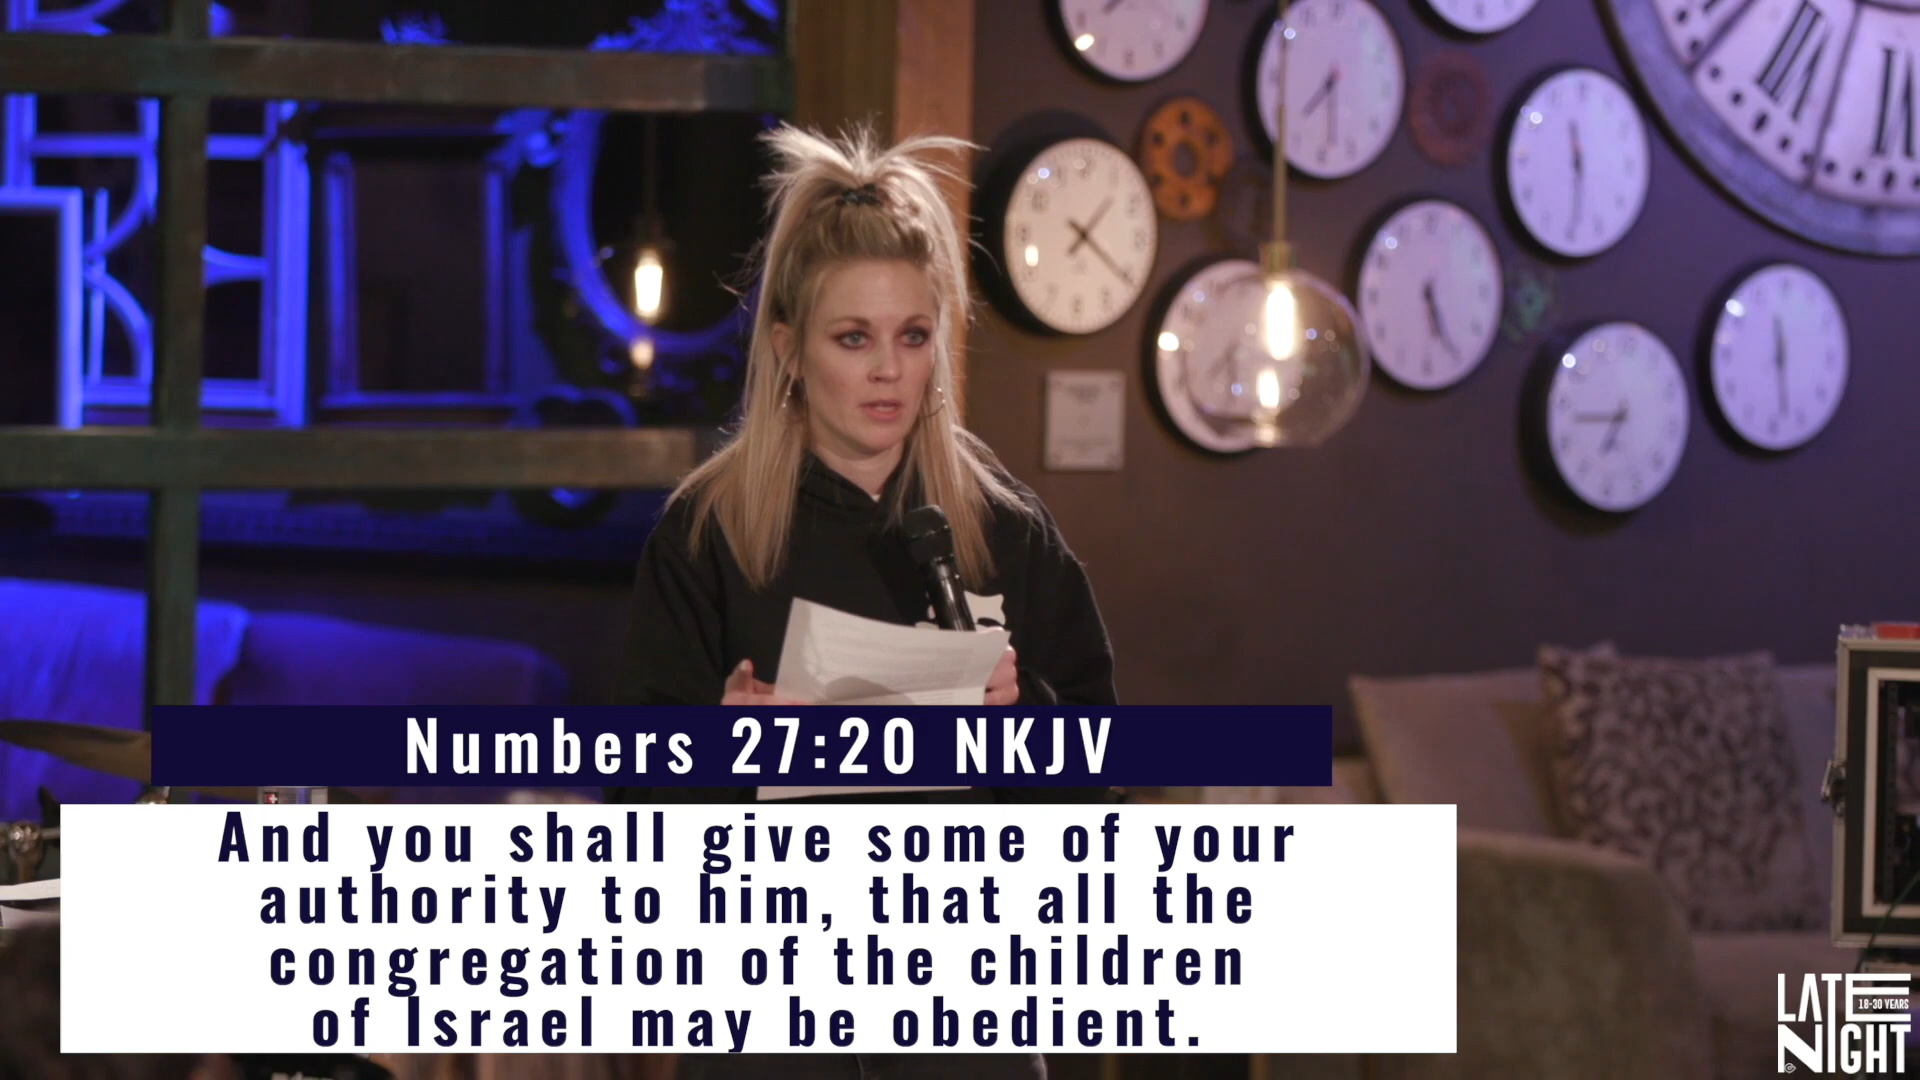 Numbers 27:20 NKJV
And you shall give some of your
authority to him, that all the
congregation of the children
of Israel may be obedient.
LATE
18-30 YEARS
NIGHT